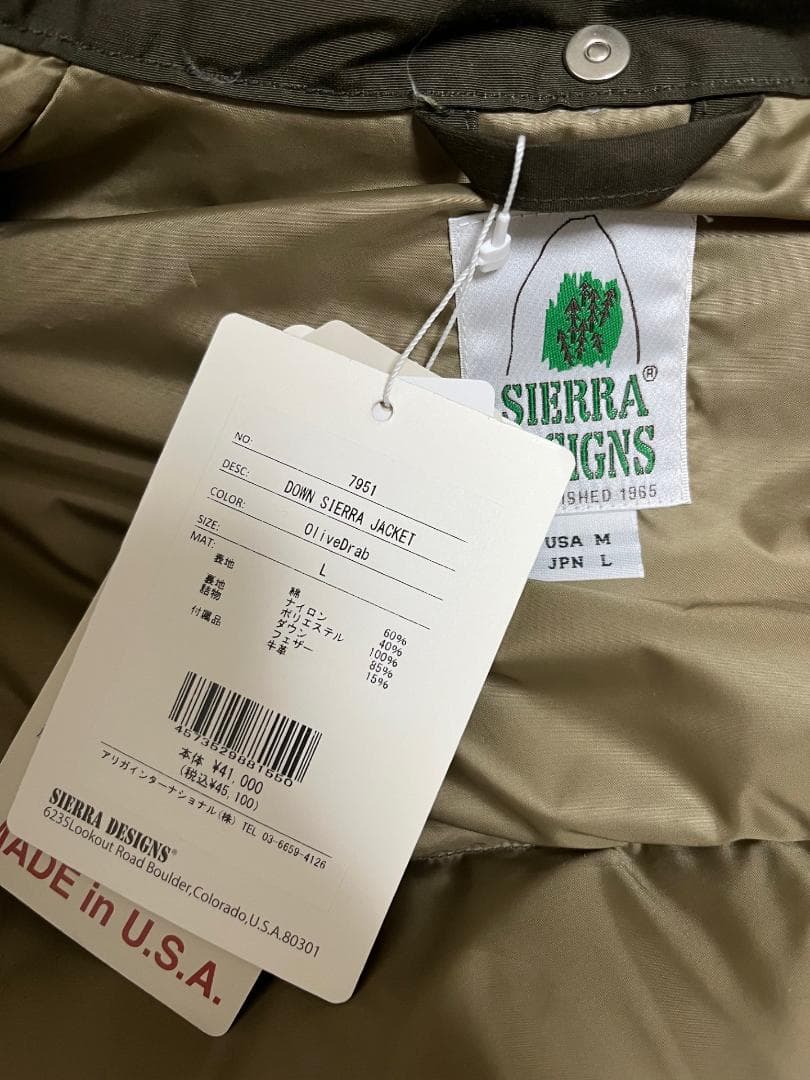 SIERRA®
SIGNS
ISHED 1965
USA M
JPN L
NO: 7951
DESC: DOWN SIERRA JACKET
COLOR: OliveDrab
SIZE: L
MAT: 表地 綿 60%
ナイロン 40%
裏地 ポリエステル 100%
詰物 ダウン 85%
フェザー 15%
付属品 牛革
4573529881550
本体 ¥41,000
(税込¥45,100)
アリガインターナショナル(株) TEL 03-6659-4126
SIERRA DESIGNS®
6235Lookout Road Boulder,Colorado,U.S.A.80301
MADE in U.S.A.